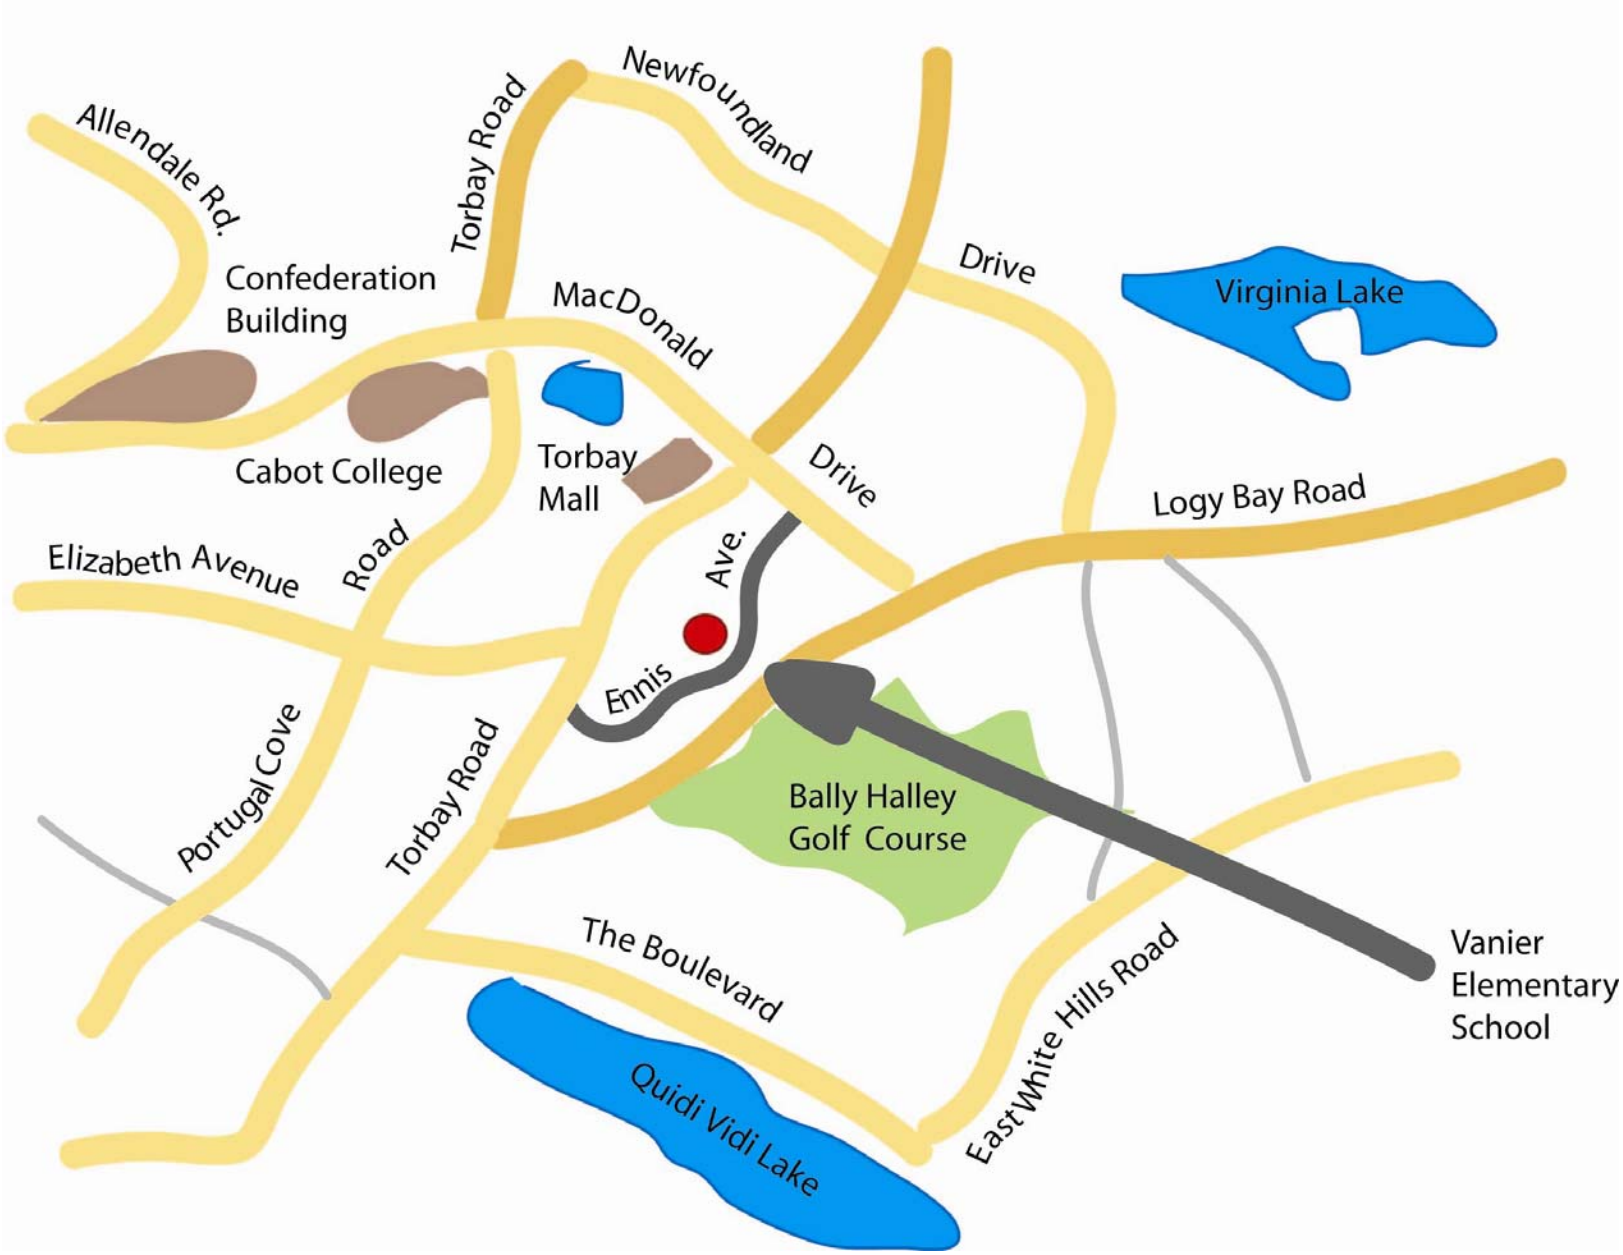 Newfoundland
Allendale Rd.
Torbay Road
Drive
Confederation
Building
MacDonald
Virginia Lake
Cabot College
Torbay
Mall
Drive
Logy Bay Road
Elizabeth Avenue
Road
Ave.
Ennis
Portugal Cove
Torbay Road
Bally Halley
Golf Course
The Boulevard
East White Hills Road
Vanier
Elementary
School
Quidi Vidi Lake